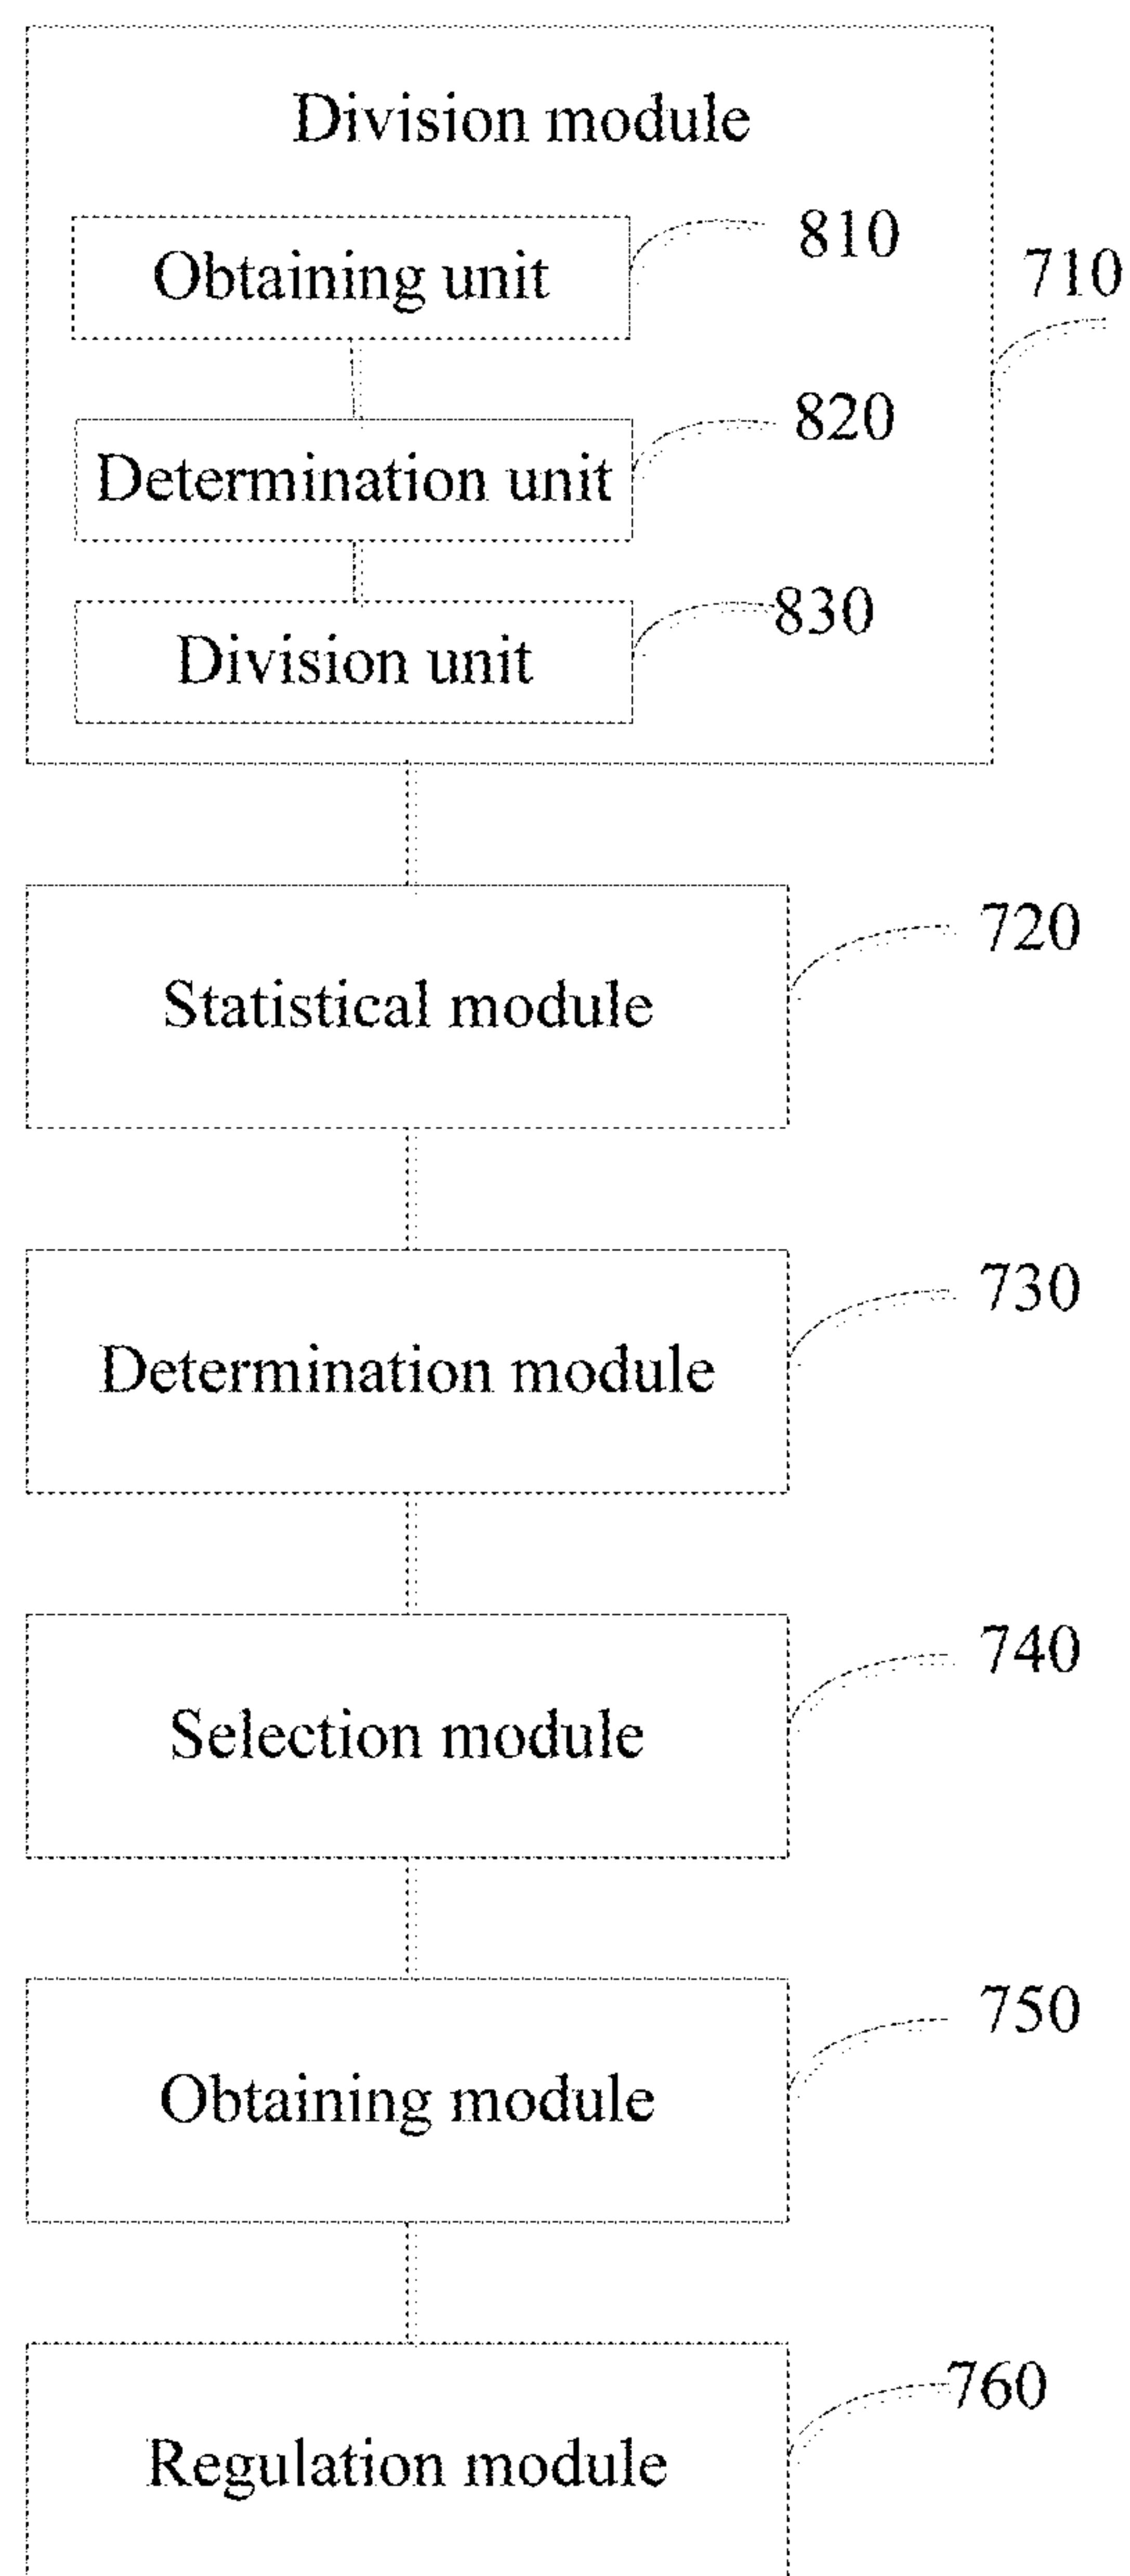 Division module
Obtaining unit
810
710
Determination unit
820
Division unit
830
Statistical module
720
Determination module
730
Selection module
740
Obtaining module
750
Regulation module
760